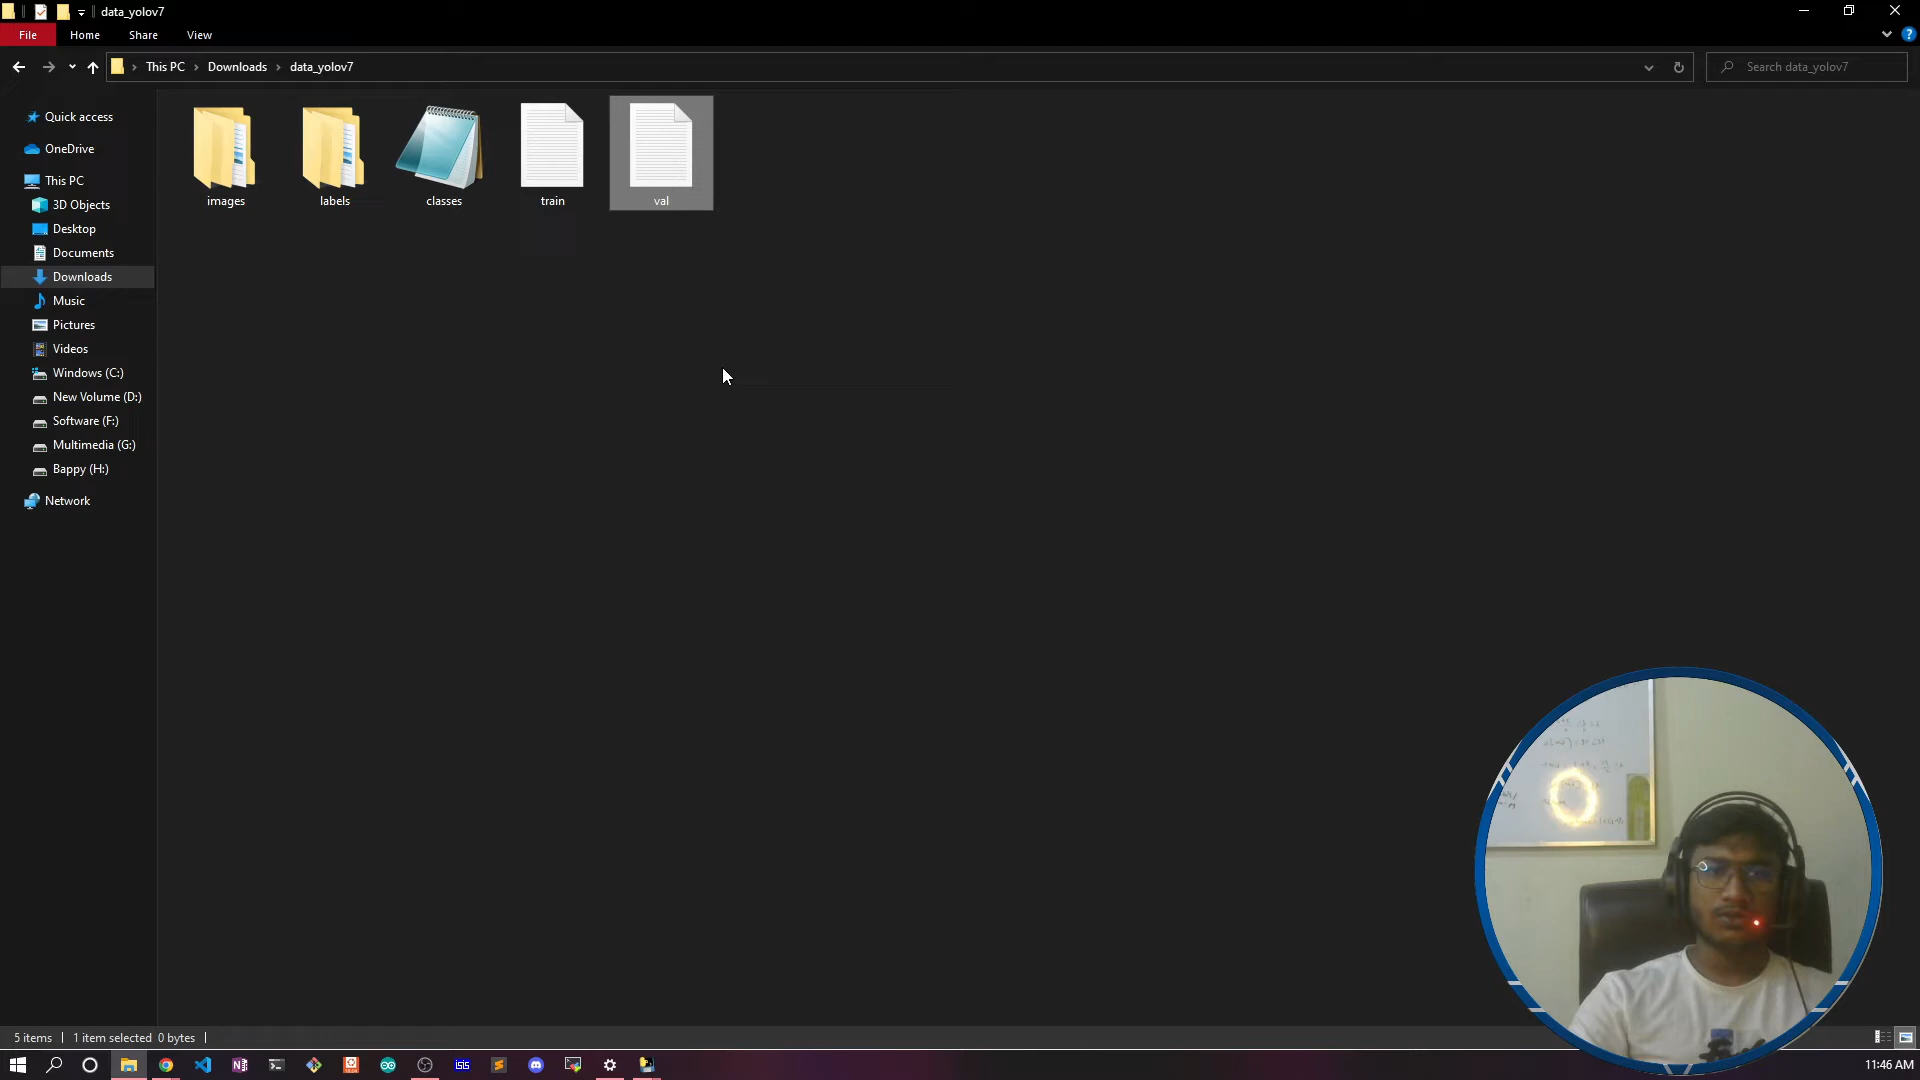 data_yolov7
File Home Share View
This PC Downloads data_yolov7
Search data_yolov7
Quick access
OneDrive
This PC
3D Objects
Desktop
Documents
Downloads
Music
Pictures
Videos
Windows (C:)
New Volume (D:)
Software (F:)
Multimedia (G:)
Bappy (H:)
Network
images labels classes train val
5 items 1 item selected 0 bytes
11:46 AM